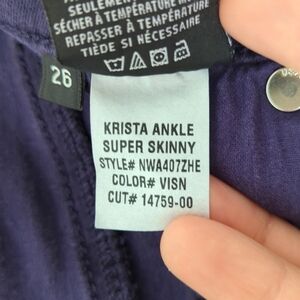 SEULEMENT
SÉCHER À TEMPÉRATURE
REPASSER À TEMPÉRATURE
TIÈDE SI NÉCESSAIRE
26
KRISTA ANKLE
SUPER SKINNY
STYLE# NWA407ZHE
COLOR# VISN
CUT# 14759-00